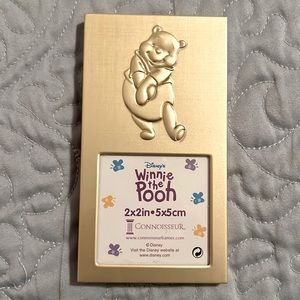 Disney's
Winnie
the
Pooh
2x2in•5x5cm
CONNOISSEUR
www.connoisseurframes.com
©Disney
Visit the Disney website at
www.disney.com